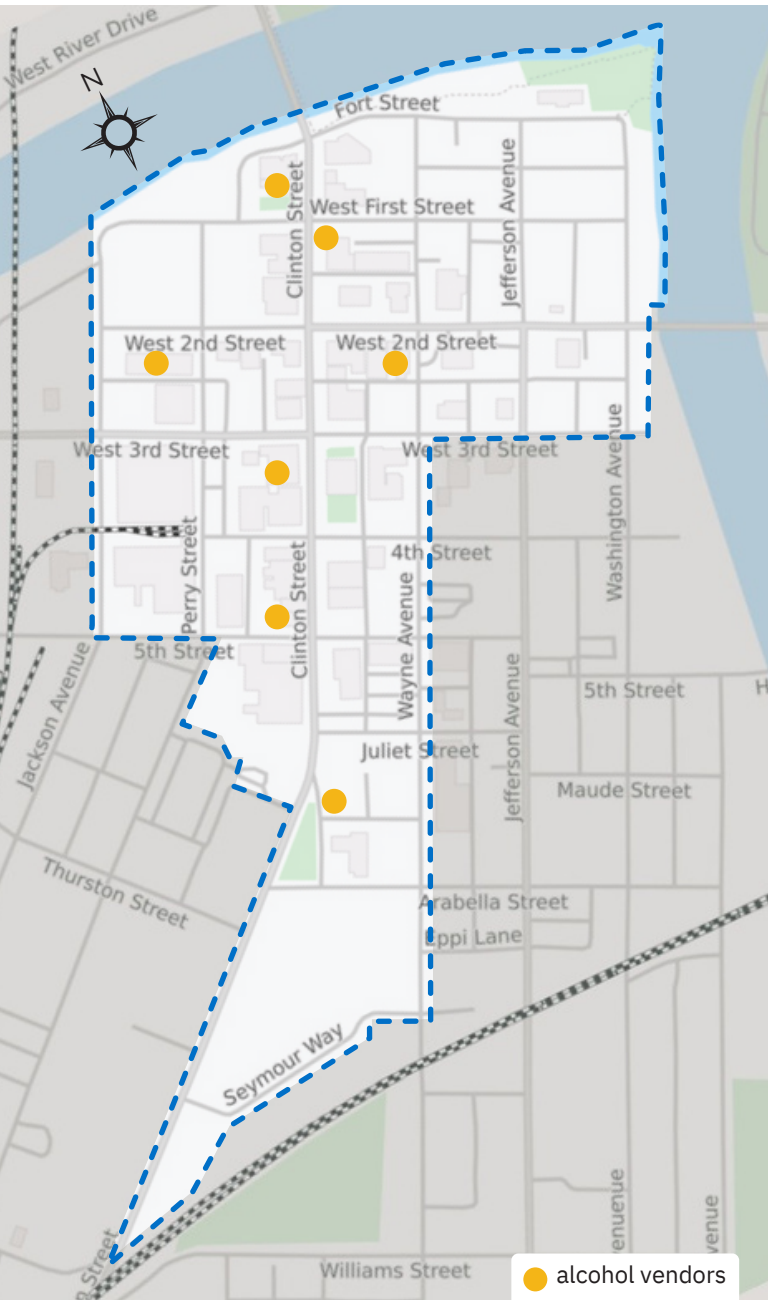 West River Drive
N
Fort Street
Clinton Street
West First Street
Jefferson Avenue
West 2nd Street
West 2nd Street
West 3rd Street
West 3rd Street
Washington Avenue
Perry Street
Clinton Street
4th Street
Wayne Avenue
5th Street
Jackson Avenue
5th Street
H
Jefferson Avenue
Juliet Street
Maude Street
Thurston Street
Arabella Street
Eppi Lane
Seymour Way
Street
venue
Williams Street
alcohol vendors